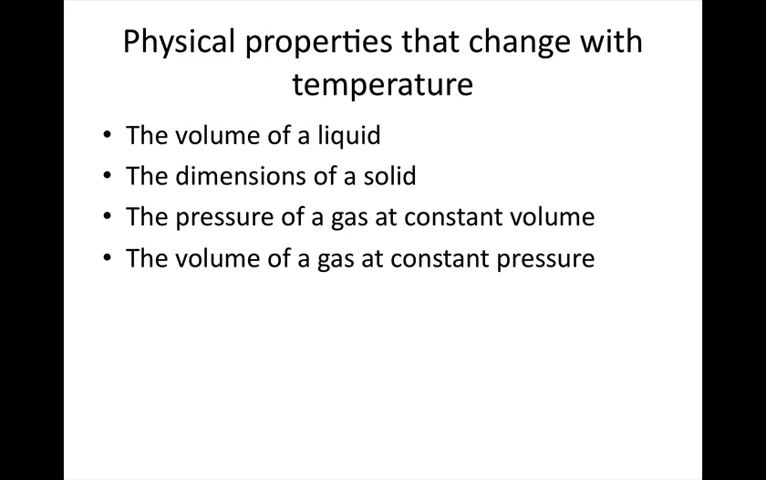 Physical properties that change with
temperature
• The volume of a liquid
• The dimensions of a solid
• The pressure of a gas at constant volume
• The volume of a gas at constant pressure